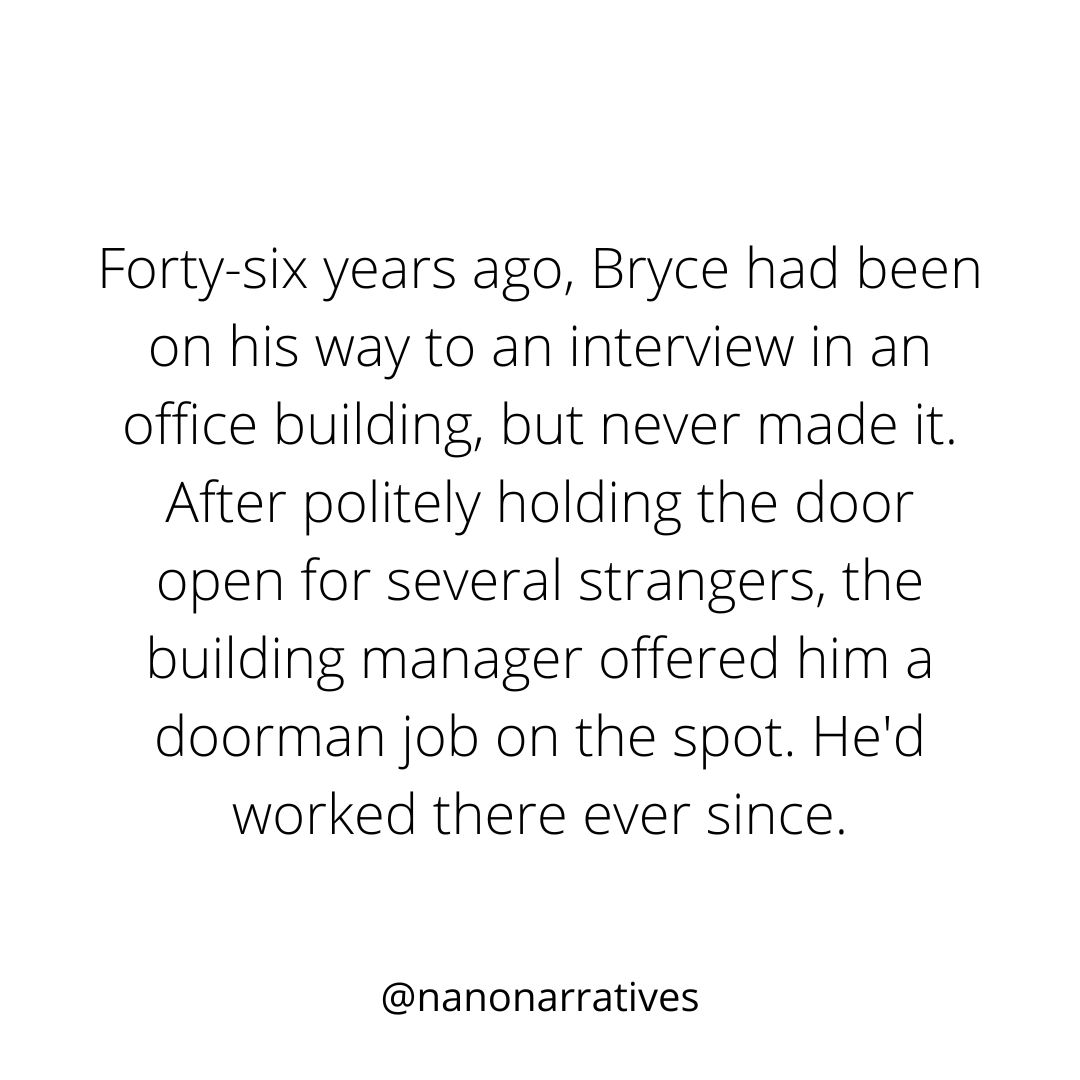 Forty-six years ago, Bryce had been
on his way to an interview in an
office building, but never made it.
After politely holding the door
open for several strangers, the
building manager offered him a
doorman job on the spot. He'd
worked there ever since.
@nanonarratives